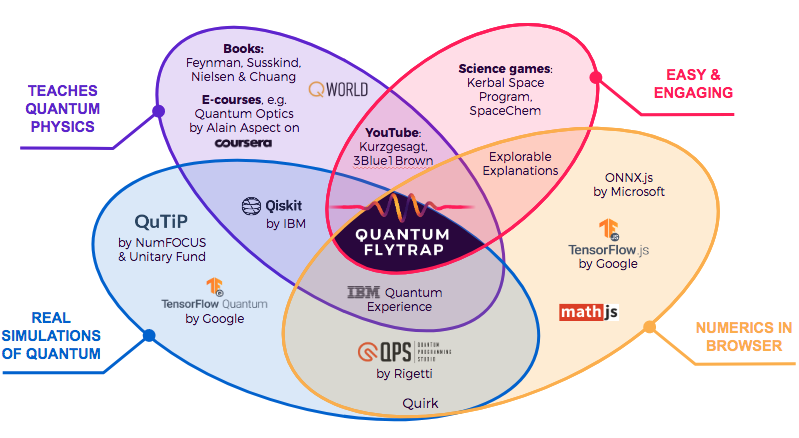 TEACHES
QUANTUM
PHYSICS
Books:
Feynman, Susskind,
Nielsen & Chuang
QWORLD
E-courses, e.g.
Quantum Optics
by Alain Aspect on
coursera
YouTube:
Kurzgesagt,
3Blue1Brown
Science games:
Kerbal Space
Program,
SpaceChem
EASY &
ENGAGING
Explorable
Explanations
ONNX.js
by Microsoft
JS
TensorFlow.js
by Google
math js
NUMERICS IN
BROWSER
QuTiP
by NumFOCUS
& Unitary Fund
Qiskit
by IBM
QUANTUM
FLYTRAP
TensorFlow Quantum
by Google
IBM Quantum
Experience
QPS QUANTUM
PROGRAMMING
STUDIO
by Rigetti
Quirk
REAL
SIMULATIONS
OF QUANTUM